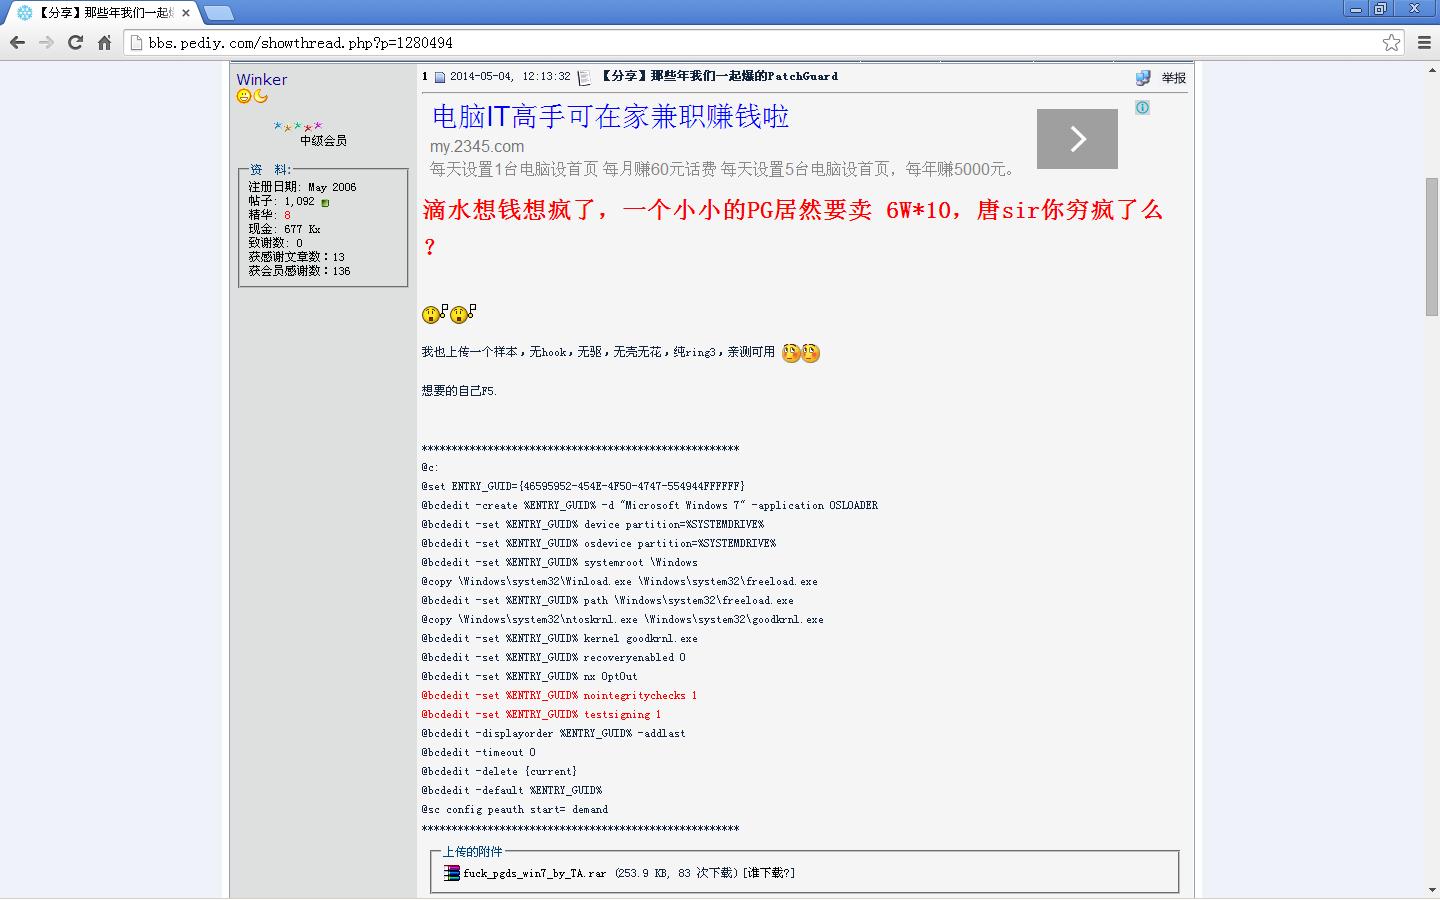 【分享】那些年我们一起
bbs.pediy.com/showthread.php?p=1280494
Winker
中级会员
资 料:
注册日期: May 2006
帖子: 1,092
精华: 8
现金: 677 Kx
致谢数: 0
获感谢文章数：13
获会员感谢数：136
1 2014-05-04, 12:13:32 【分享】那些年我们一起爆的PatchGuard 举报
电脑IT高手可在家兼职赚钱啦
my.2345.com
每天设置1台电脑设首页 每月赚60元话费 每天设置5台电脑设首页，每年赚5000元。
滴水想钱想疯了，一个小小的PG居然要卖 6W*10，唐sir你穷疯了么
？
我也上传一个样本，无hook，无驱，无壳无花，纯ring3，亲测可用
想要的自己F5.
*****************************************************
@c:
@set ENTRY_GUID={46595952-454E-4F50-4747-554944FFFFFF}
@bcdedit -create %ENTRY_GUID% -d "Microsoft Windows 7" -application OSLOADER
@bcdedit -set %ENTRY_GUID% device partition=%SYSTEMDRIVE%
@bcdedit -set %ENTRY_GUID% osdevice partition=%SYSTEMDRIVE%
@bcdedit -set %ENTRY_GUID% systemroot \Windows
@copy \Windows\system32\Winload.exe \Windows\system32\freeload.exe
@bcdedit -set %ENTRY_GUID% path \Windows\system32\freeload.exe
@copy \Windows\system32\ntoskrnl.exe \Windows\system32\goodkrnl.exe
@bcdedit -set %ENTRY_GUID% kernel goodkrnl.exe
@bcdedit -set %ENTRY_GUID% recoveryenabled 0
@bcdedit -set %ENTRY_GUID% nx OptOut
@bcdedit -set %ENTRY_GUID% nointegritychecks 1
@bcdedit -set %ENTRY_GUID% testsigning 1
@bcdedit -displayorder %ENTRY_GUID% -addlast
@bcdedit -timeout 0
@bcdedit -delete {current}
@bcdedit -default %ENTRY_GUID%
@sc config peauth start= demand
*****************************************************
上传的附件
fuck_pgds_win7_by_TA.rar (253.9 KB, 83 次下载) [谁下载?]